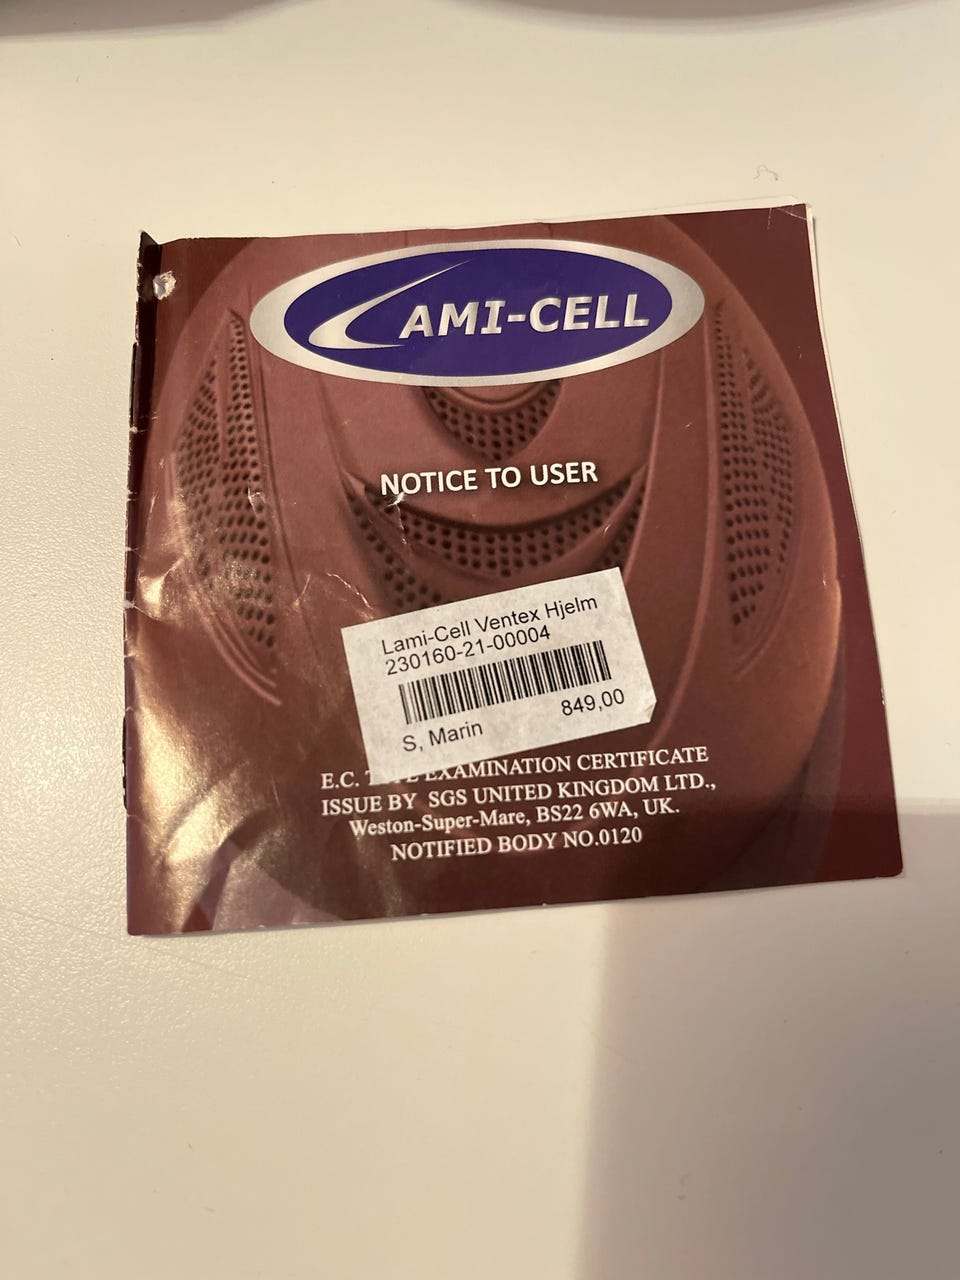 LAMI-CELL
NOTICE TO USER
Lami-Cell Ventex Hjelm
230160-21-00004
S, Marin 849,00
E.C. EXAMINATION CERTIFICATE
ISSUE BY SGS UNITED KINGDOM LTD.,
Weston-Super-Mare, BS22 6WA, UK.
NOTIFIED BODY NO.0120